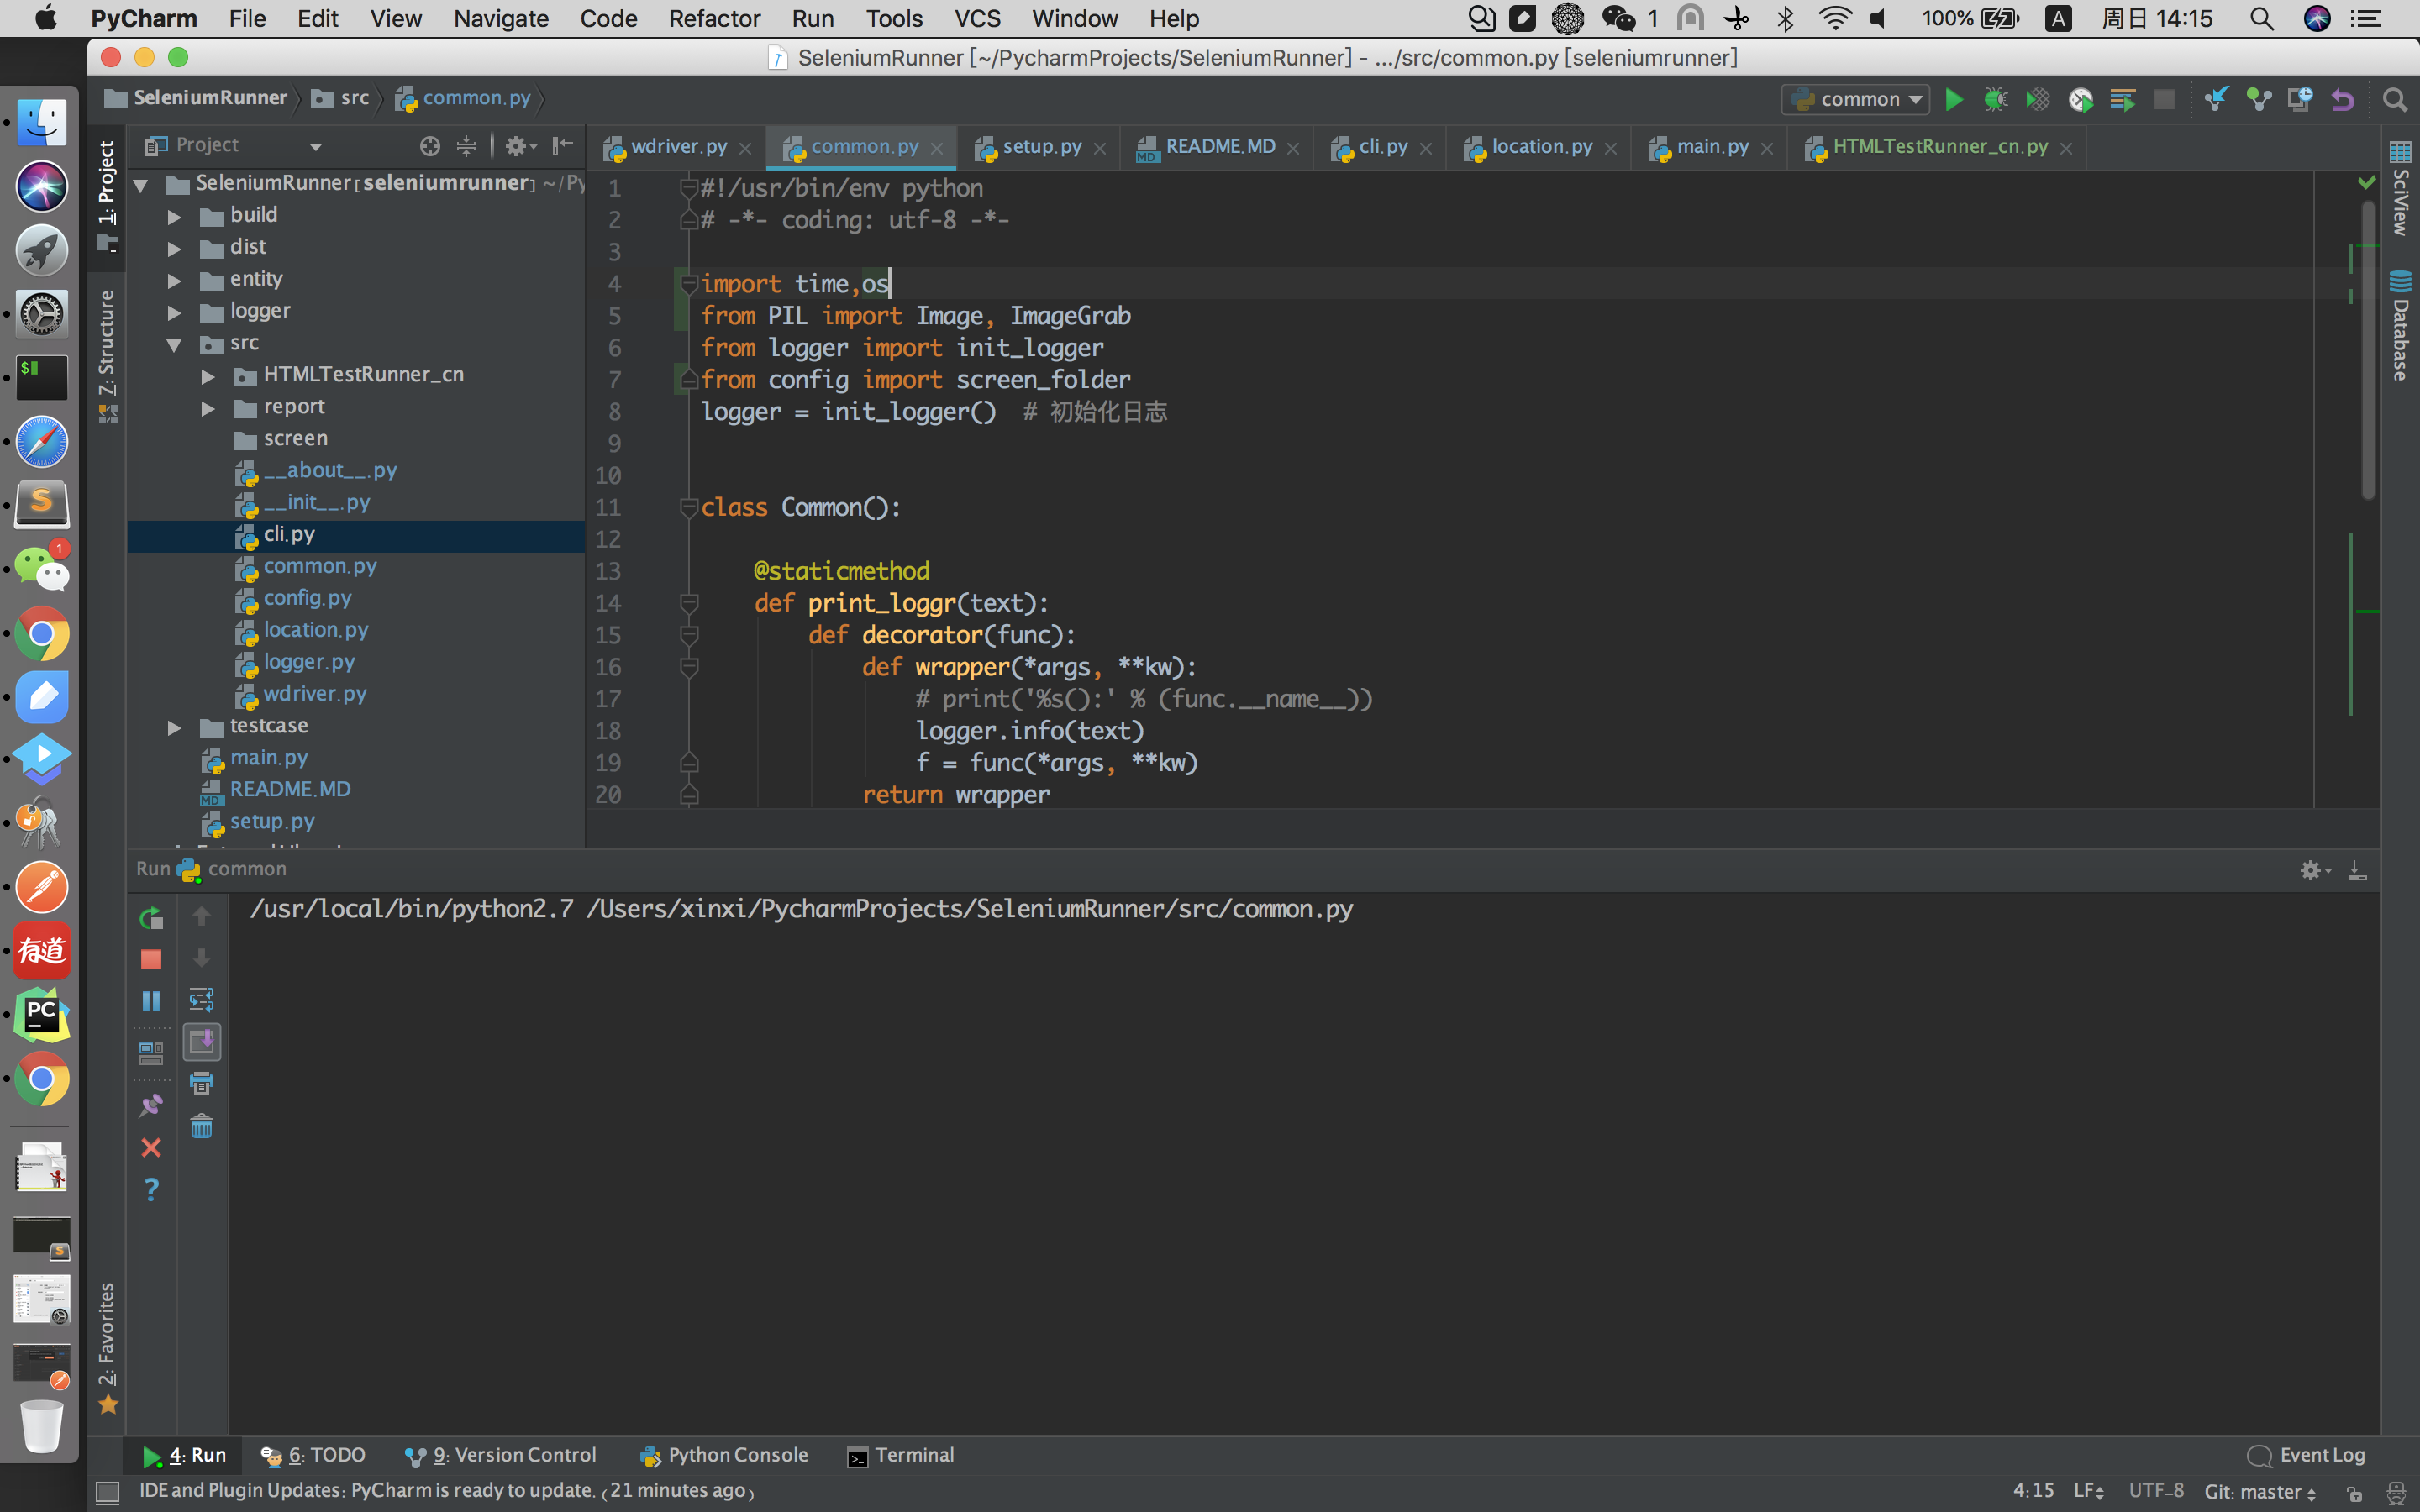 PyCharm File Edit View Navigate Code Refactor Run Tools VCS Window Help 1 100% A 周日 14:15
SeleniumRunner [~/PycharmProjects/SeleniumRunner] - .../src/common.py [seleniumrunner]
SeleniumRunner src common.py common
Project wdriver.py common.py setup.py README.MD cli.py location.py main.py HTMLTestRunner_cn.py
1: Project
7: Structure
2: Favorites
SciView
Database
SeleniumRunner [seleniumrunner] ~/Py
build
dist
entity
logger
src
HTMLTestRunner_cn
report
screen
__about__.py
__init__.py
cli.py
common.py
config.py
location.py
logger.py
wdriver.py
testcase
main.py
README.MD
setup.py
1 #!/usr/bin/env python
2 # -*- coding: utf-8 -*-
3
4 import time,os
5 from PIL import Image, ImageGrab
6 from logger import init_logger
7 from config import screen_folder
8 logger = init_logger() # 初始化日志
9
10
11 class Common():
12
13 @staticmethod
14 def print_loggr(text):
15 def decorator(func):
16 def wrapper(*args, **kw):
17 # print('%s():' % (func.__name__))
18 logger.info(text)
19 f = func(*args, **kw)
20 return wrapper
Run common
/usr/local/bin/python2.7 /Users/xinxi/PycharmProjects/SeleniumRunner/src/common.py
1
有道
PC
4: Run 6: TODO 9: Version Control Python Console Terminal Event Log
IDE and Plugin Updates: PyCharm is ready to update. (21 minutes ago) 4:15 LF UTF-8 Git: master